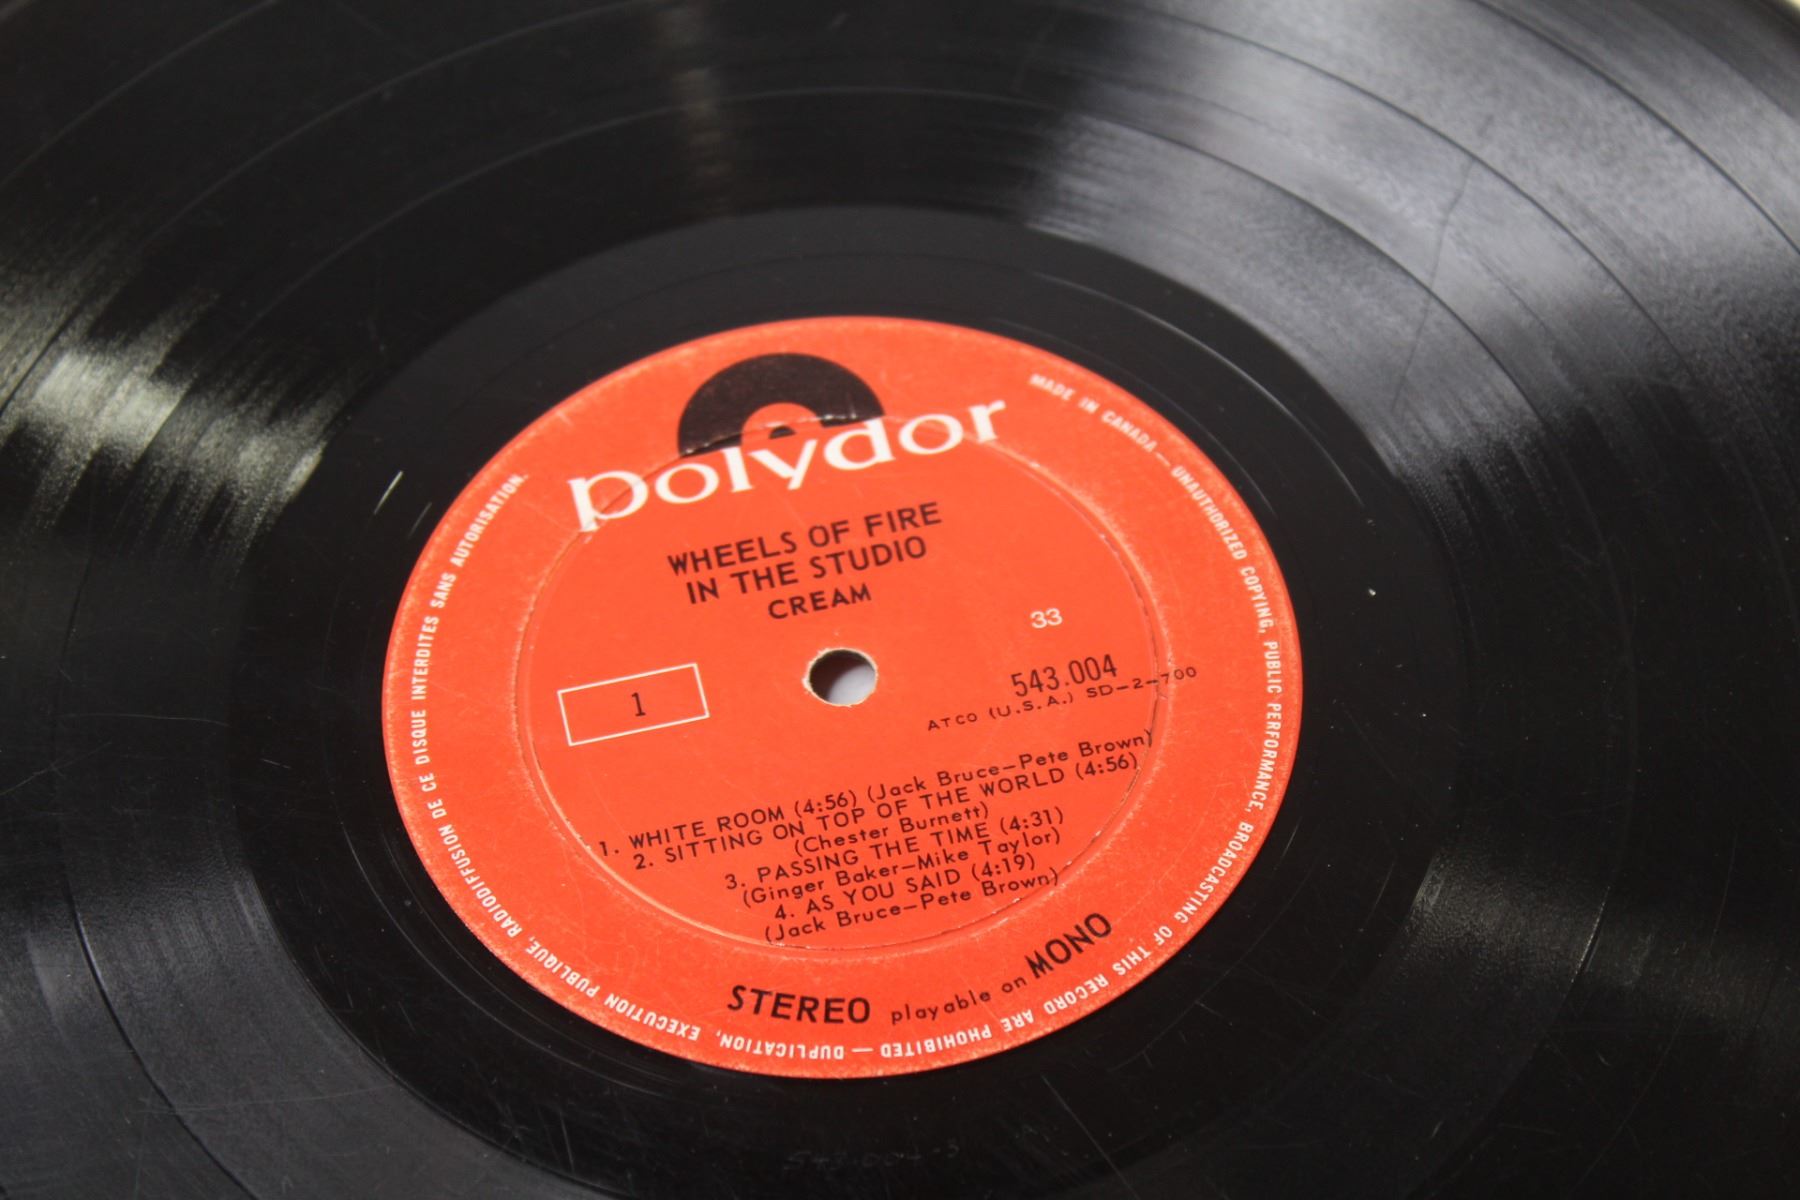 polydor
WHEELS OF FIRE
IN THE STUDIO
CREAM
33
1
543.004
ATCO (U.S.A.) SD-2-700
1. WHITE ROOM (4:56) (Jack Bruce-Pete Brown)
2. SITTING ON TOP OF THE WORLD (4:56)
(Chester Burnett)
3. PASSING THE TIME (4:31)
(Ginger Baker-Mike Taylor)
4. AS YOU SAID (4:19)
(Jack Bruce-Pete Brown)
STEREO playable on MONO
MADE IN CANADA — UNAUTHORIZED COPYING, PUBLIC PERFORMANCE, BROADCASTING OF THIS RECORD ARE PHOHIBITED — DUPLICATION, EXECUTION PUBLIQUE, RADIODIFFUSION DE CE DISQUE INTERDITES SANS AUTORISATION.